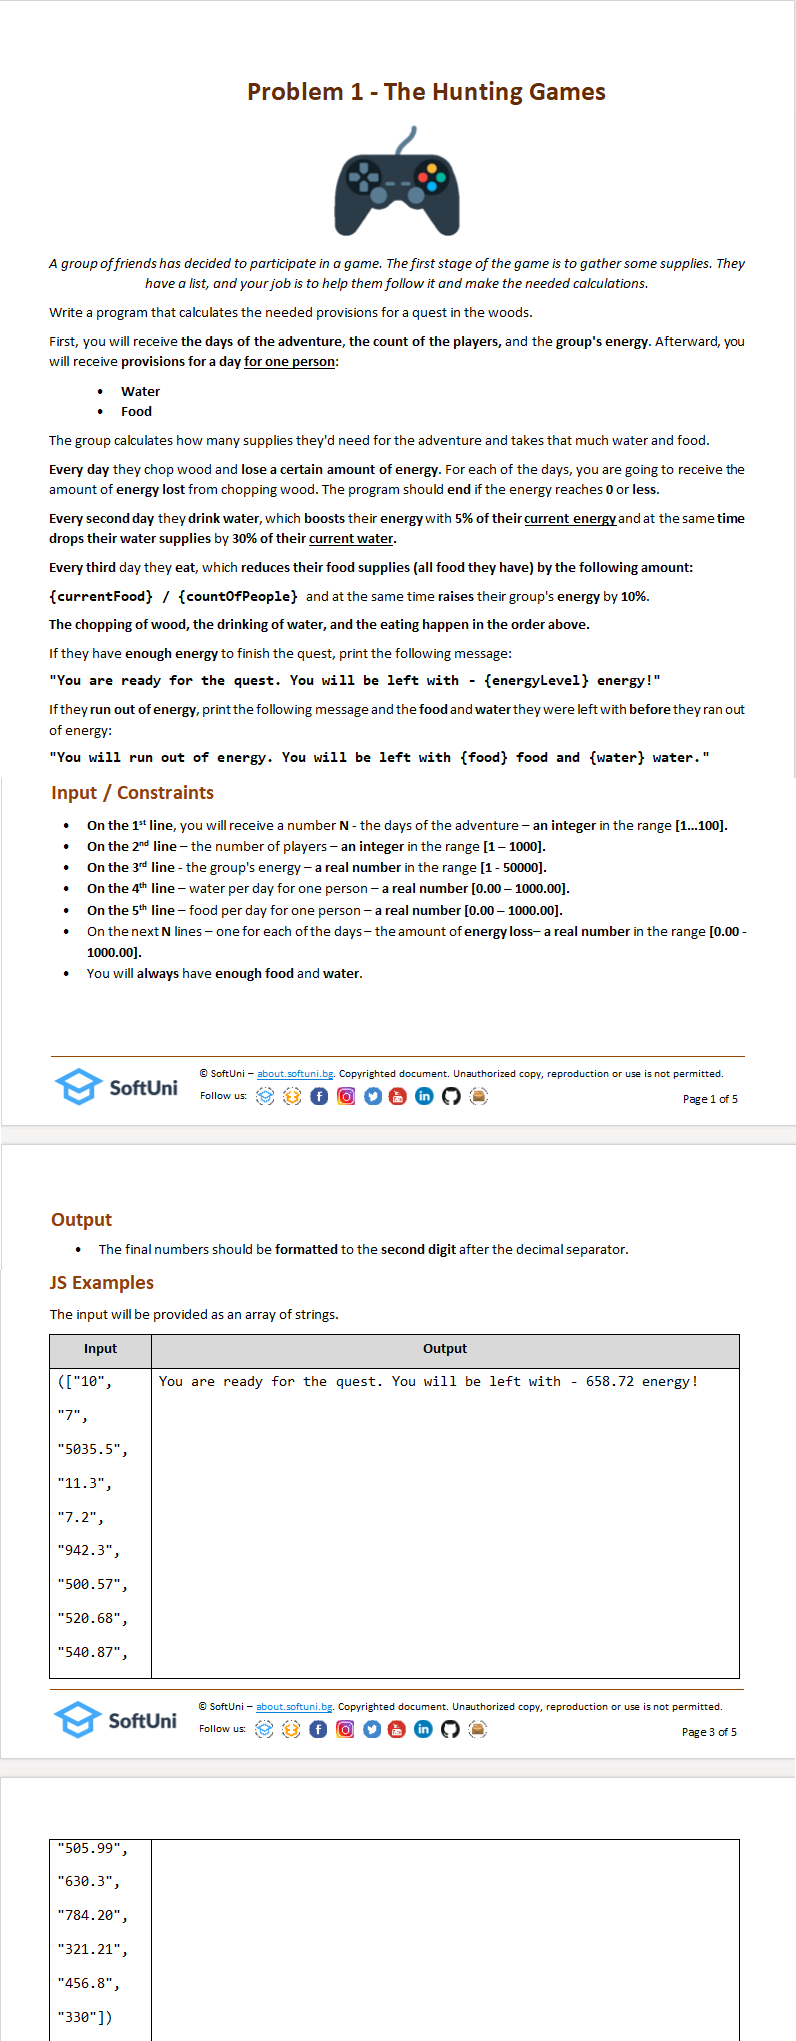 Problem 1 - The Hunting Games
A group of friends has decided to participate in a game. The first stage of the game is to gather some supplies. They
have a list, and your job is to help them follow it and make the needed calculations.
Write a program that calculates the needed provisions for a quest in the woods.
First, you will receive the days of the adventure, the count of the players, and the group's energy. Afterward, you
will receive provisions for a day for one person:
• Water
• Food
The group calculates how many supplies they'd need for the adventure and takes that much water and food.
Every day they chop wood and lose a certain amount of energy. For each of the days, you are going to receive the
amount of energy lost from chopping wood. The program should end if the energy reaches 0 or less.
Every second day they drink water, which boosts their energy with 5% of their current energy and at the same time
drops their water supplies by 30% of their current water.
Every third day they eat, which reduces their food supplies (all food they have) by the following amount:
{currentFood} / {countOfPeople} and at the same time raises their group's energy by 10%.
The chopping of wood, the drinking of water, and the eating happen in the order above.
If they have enough energy to finish the quest, print the following message:
"You are ready for the quest. You will be left with - {energyLevel} energy!"
If they run out of energy, print the following message and the food and water they were left with before they ran out
of energy:
"You will run out of energy. You will be left with {food} food and {water} water."
Input / Constraints
• On the 1st line, you will receive a number N - the days of the adventure – an integer in the range [1…100].
• On the 2nd line – the number of players – an integer in the range [1 – 1000].
• On the 3rd line - the group's energy – a real number in the range [1 - 50000].
• On the 4th line – water per day for one person – a real number [0.00 – 1000.00].
• On the 5th line – food per day for one person – a real number [0.00 – 1000.00].
• On the next N lines – one for each of the days – the amount of energy loss– a real number in the range [0.00 -
1000.00].
• You will always have enough food and water.
SoftUni
© SoftUni – about.softuni.bg. Copyrighted document. Unauthorized copy, reproduction or use is not permitted.
Follow us:
Page 1 of 5
Output
• The final numbers should be formatted to the second digit after the decimal separator.
JS Examples
The input will be provided as an array of strings.
Input Output
(["10", You are ready for the quest. You will be left with - 658.72 energy!
"7",
"5035.5",
"11.3",
"7.2",
"942.3",
"500.57",
"520.68",
"540.87",
SoftUni
© SoftUni – about.softuni.bg. Copyrighted document. Unauthorized copy, reproduction or use is not permitted.
Follow us:
Page 3 of 5
"505.99",
"630.3",
"784.20",
"321.21",
"456.8",
"330"])